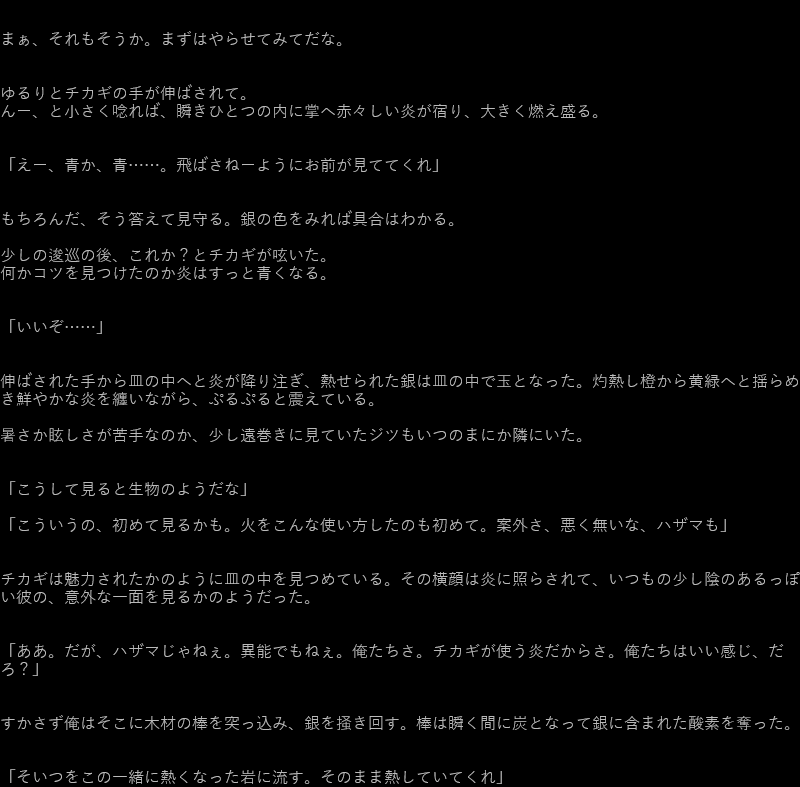 まぁ、それもそうか。まずはやらせてみてだな。
ゆるりとチカギの手が伸ばされて。
んー、と小さく唸れば、瞬きひとつの内に掌へ赤々しい炎が宿り、大きく燃え盛る。
「えー、青か、青……。飛ばさねーようにお前が見ててくれ」
もちろんだ、そう答えて見守る。銀の色をみれば具合はわかる。
少しの逡巡の後、これか？とチカギが呟いた。
何かコツを見つけたのか炎はすっと青くなる。
「いいぞ……」
伸ばされた手から皿の中へと炎が降り注ぎ、熱せられた銀は皿の中で玉となった。灼熱し橙から黄緑へと揺らめ
き鮮やかな炎を纏いながら、ぷるぷると震えている。
暑さか眩しさが苦手なのか、少し遠巻きに見ていたジツもいつのまにか隣にいた。
「こうして見ると生物のようだな」
「こういうの、初めて見るかも。火をこんな使い方したのも初めて。案外さ、悪く無いな、ハザマも」
チカギは魅力されたかのように皿の中を見つめている。その横顔は炎に照らされて、いつもの少し陰のあるっぽ
い彼の、意外な一面を見るかのようだった。
「ああ。だが、ハザマじゃねぇ。異能でもねぇ。俺たちさ。チカギが使う炎だからさ。俺たちはいい感じ、だ
ろ？」
すかさず俺はそこに木材の棒を突っ込み、銀を掻き回す。棒は瞬く間に炭となって銀に含まれた酸素を奪った。
「そいつをこの一緒に熱くなった岩に流す。そのまま熱していてくれ」